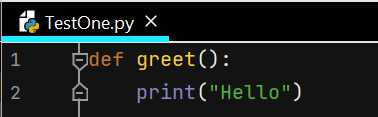 TestOne.py ×
1 def greet():
2     print("Hello")